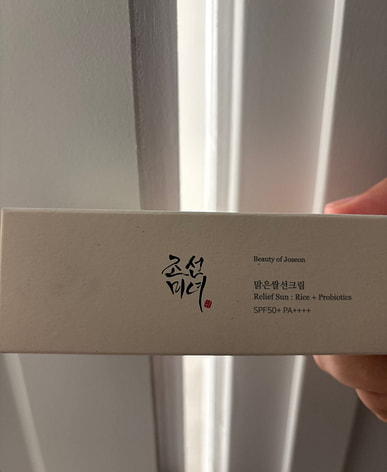 조선
미녀
Beauty of Joseon
맑은쌀선크림
Relief Sun : Rice + Probiotics
SPF50+ PA++++